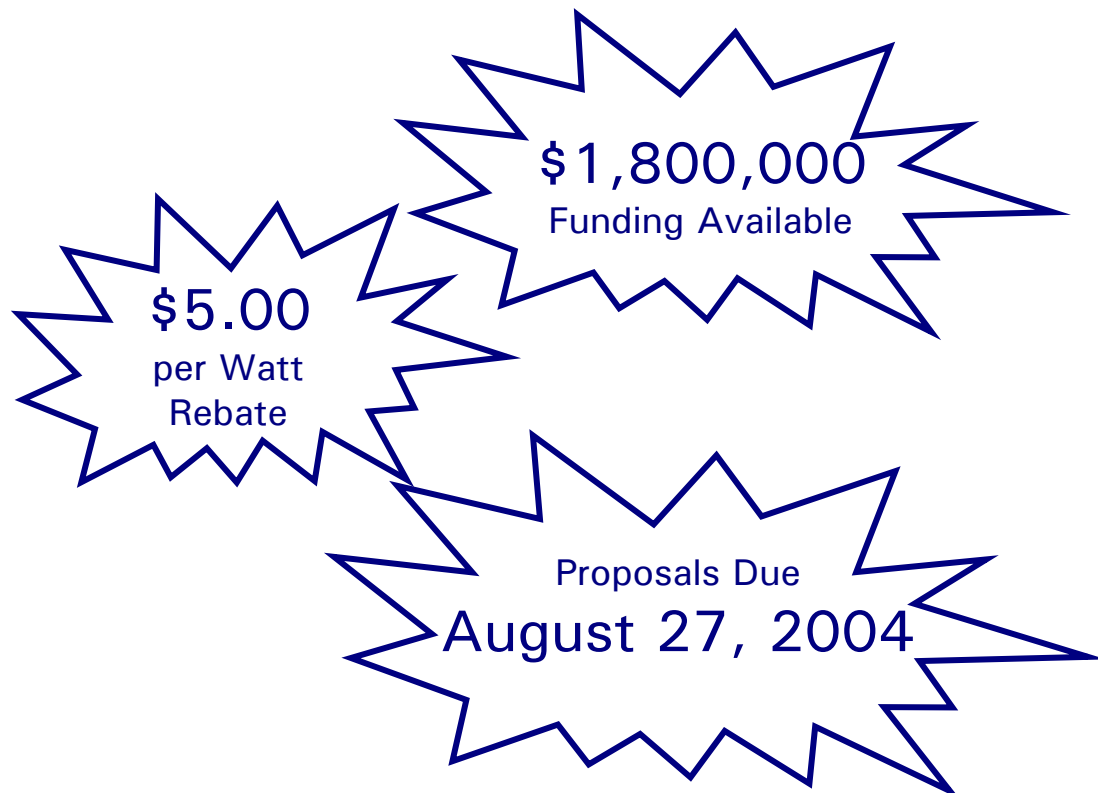 $1,800,000
Funding Available
$5.00
per Watt
Rebate
Proposals Due
August 27, 2004